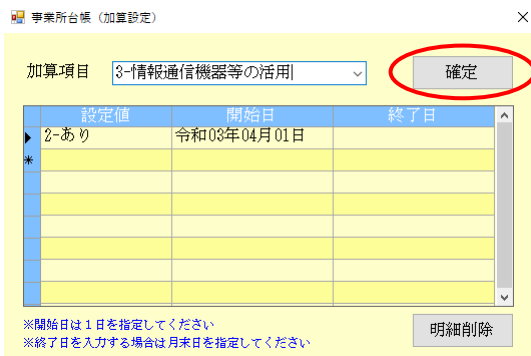 事業所台帳（加算設定）
加算項目 3-情報通信機器等の活用 確定
設定値 開始日 終了日
2-あり 令和03年04月01日
※開始日は１日を指定してください
※終了日を入力する場合は月末日を指定してください
明細削除